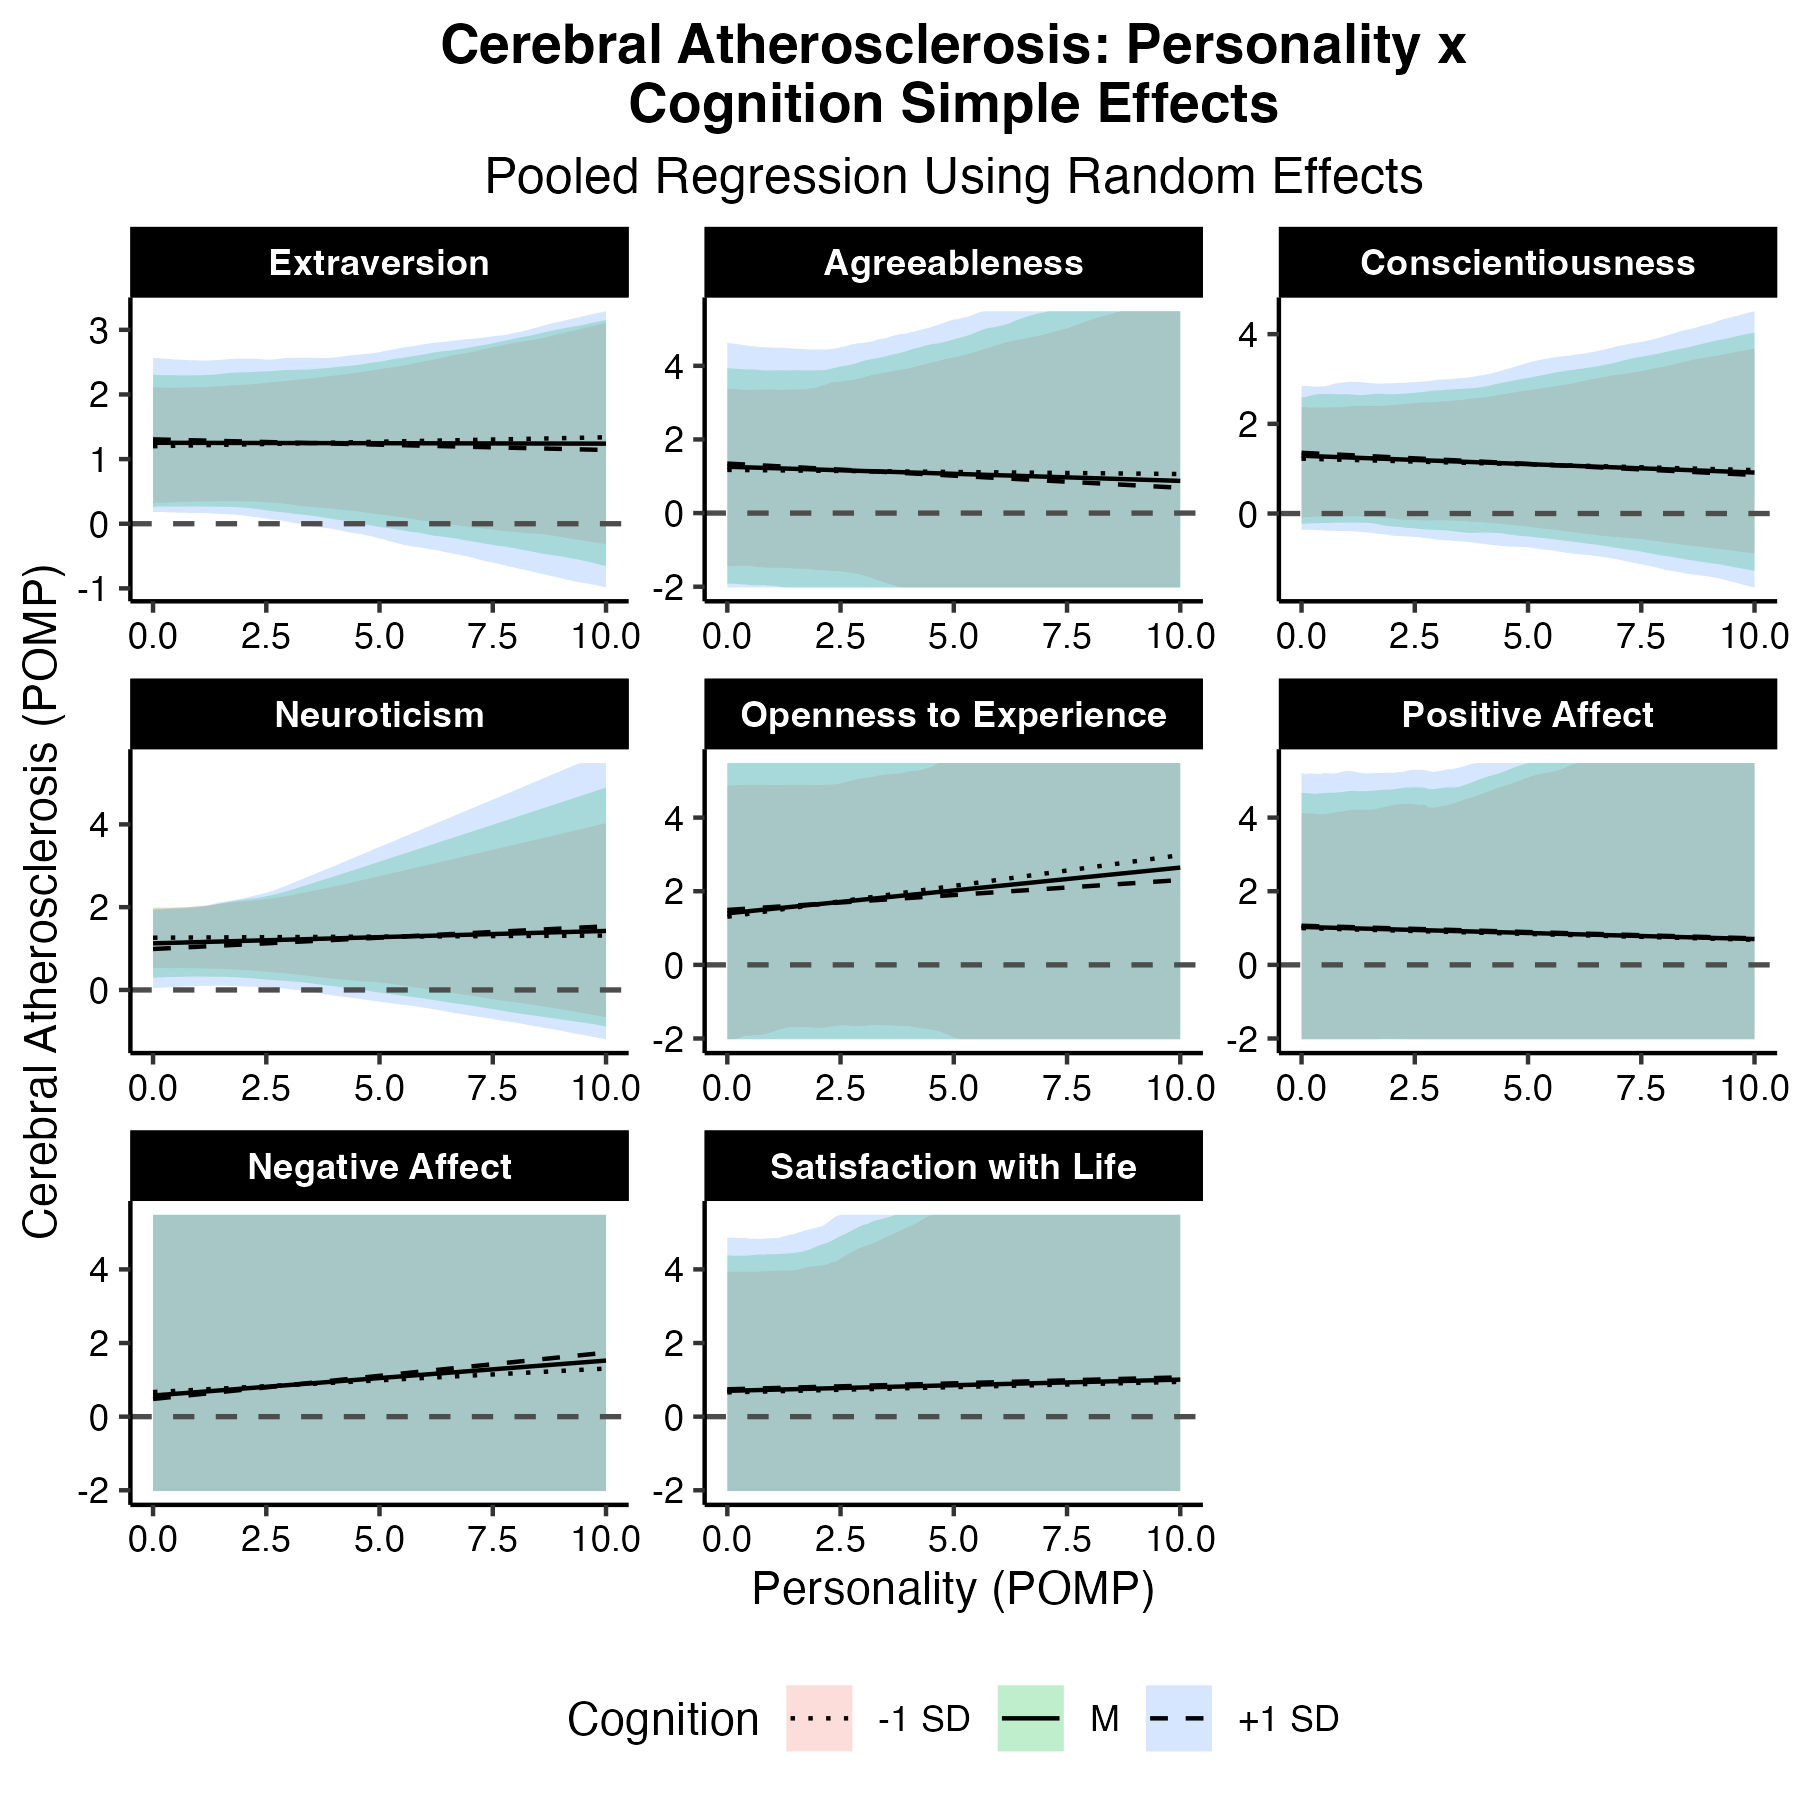 Cerebral Atherosclerosis: Personality x
Cognition Simple Effects
Pooled Regression Using Random Effects
Cerebral Atherosclerosis (POMP)
Extraversion
3
2
1
0
-1
0.0 2.5 5.0 7.5 10.0
Agreeableness
4
2
0
-2
0.0 2.5 5.0 7.5 10.0
Conscientiousness
4
2
0
0.0 2.5 5.0 7.5 10.0
Neuroticism
4
2
0
0.0 2.5 5.0 7.5 10.0
Openness to Experience
4
2
0
-2
0.0 2.5 5.0 7.5 10.0
Positive Affect
4
2
0
-2
0.0 2.5 5.0 7.5 10.0
Negative Affect
4
2
0
-2
0.0 2.5 5.0 7.5 10.0
Satisfaction with Life
4
2
0
-2
0.0 2.5 5.0 7.5 10.0
Personality (POMP)
Cognition -1 SD M +1 SD